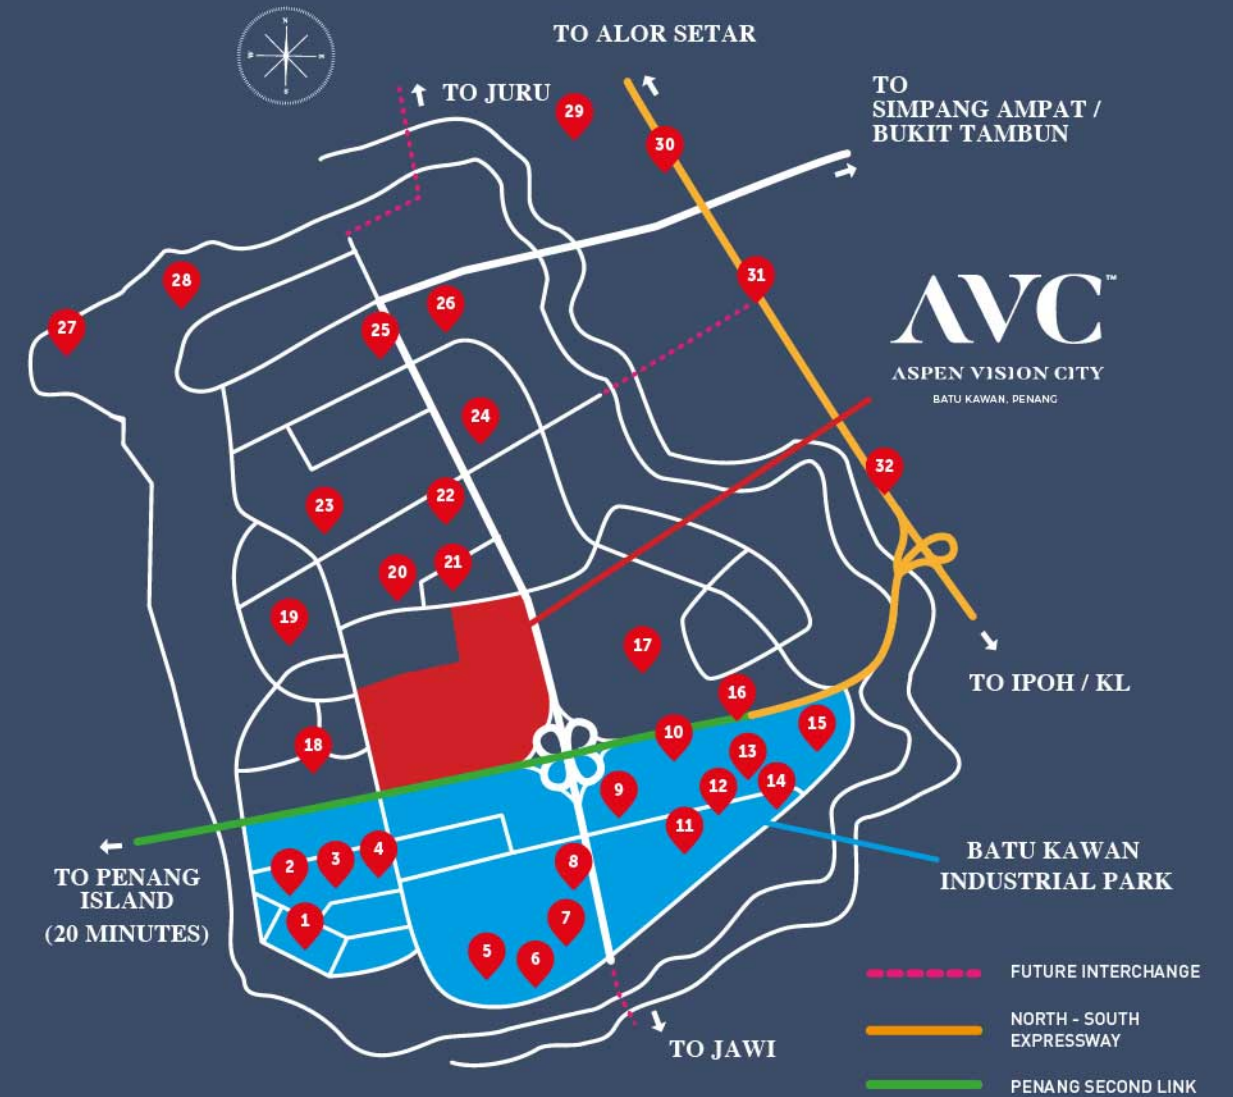 N
TO ALOR SETAR
TO JURU
TO
SIMPANG AMPAT /
BUKIT TAMBUN
29
30
28
27
26
25
31
AVC™
ASPEN VISION CITY
BATU KAWAN, PENANG
24
32
23
22
21
20
19
17
TO IPOH / KL
16
18
10
15
13
9
12
14
11
2
3
4
8
BATU KAWAN
INDUSTRIAL PARK
TO PENANG
ISLAND
(20 MINUTES)
1
7
5
6
TO JAWI
FUTURE INTERCHANGE
NORTH - SOUTH
EXPRESSWAY
PENANG SECOND LINK